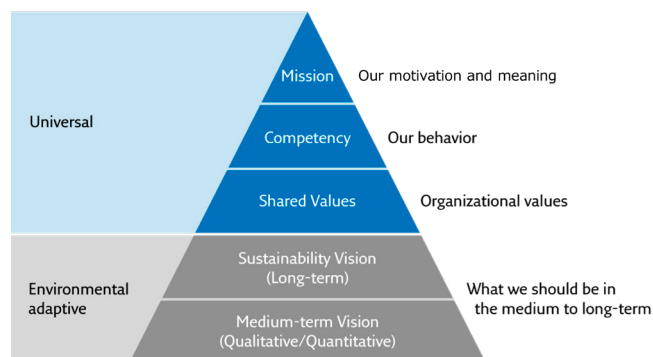 Mission
Our motivation and meaning
Universal
Competency
Our behavior
Shared Values
Organizational values
Sustainability Vision
(Long-term)
Environmental
adaptive
What we should be in
the medium to long-term
Medium-term Vision
(Qualitative/Quantitative)